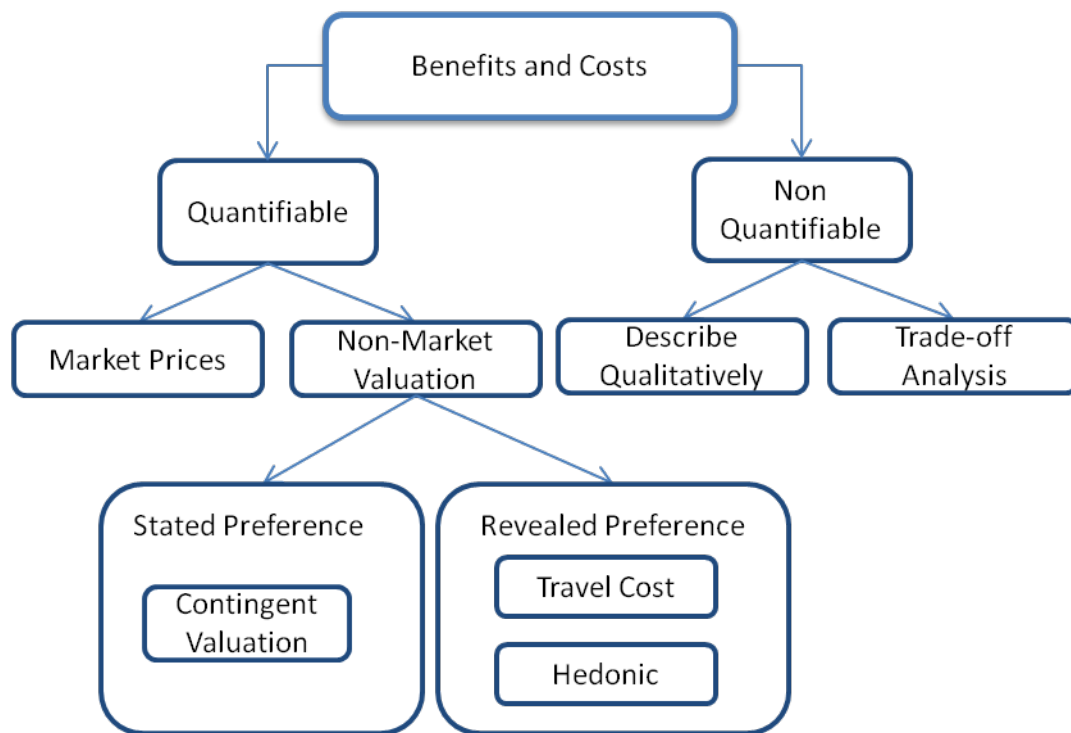 Benefits and Costs
Quantifiable
Non
Quantifiable
Market Prices
Non-Market
Valuation
Describe
Qualitatively
Trade-off
Analysis
Stated Preference
Contingent
Valuation
Revealed Preference
Travel Cost
Hedonic